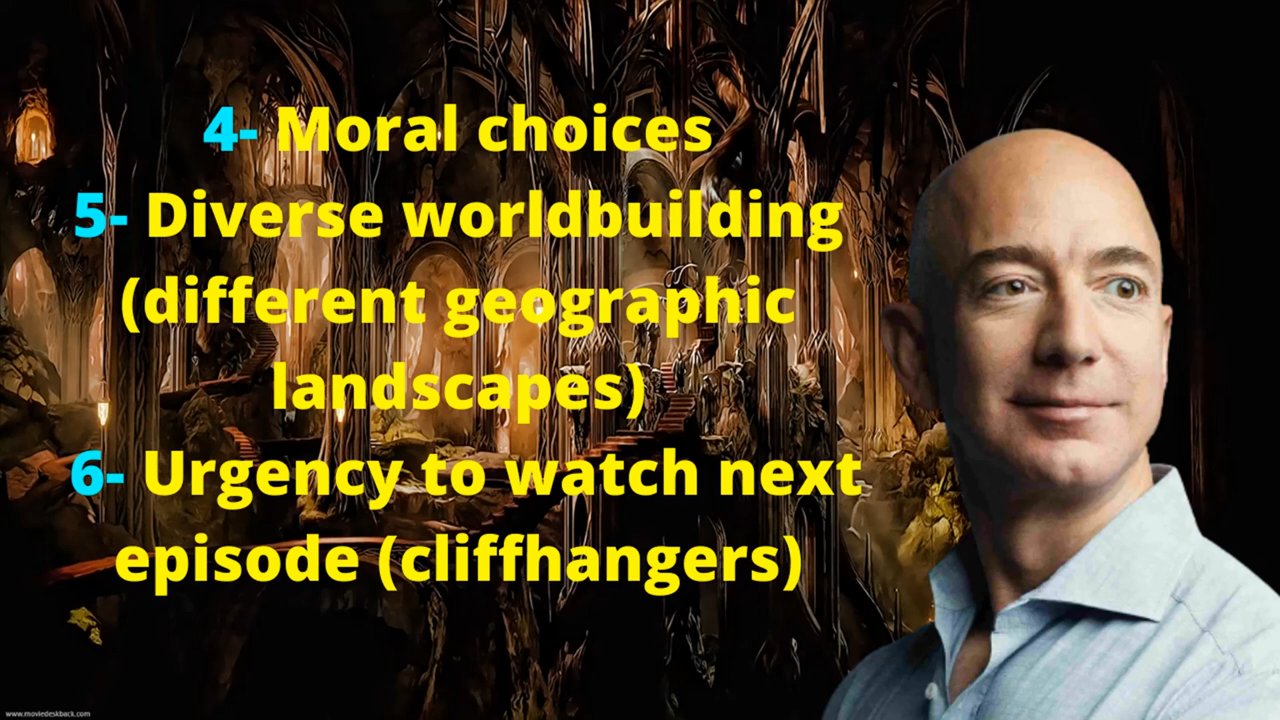 4- Moral choices
5- Diverse worldbuilding
(different geographic
landscapes)
6- Urgency to watch next
episode (cliffhangers)
www.moviedeskback.com